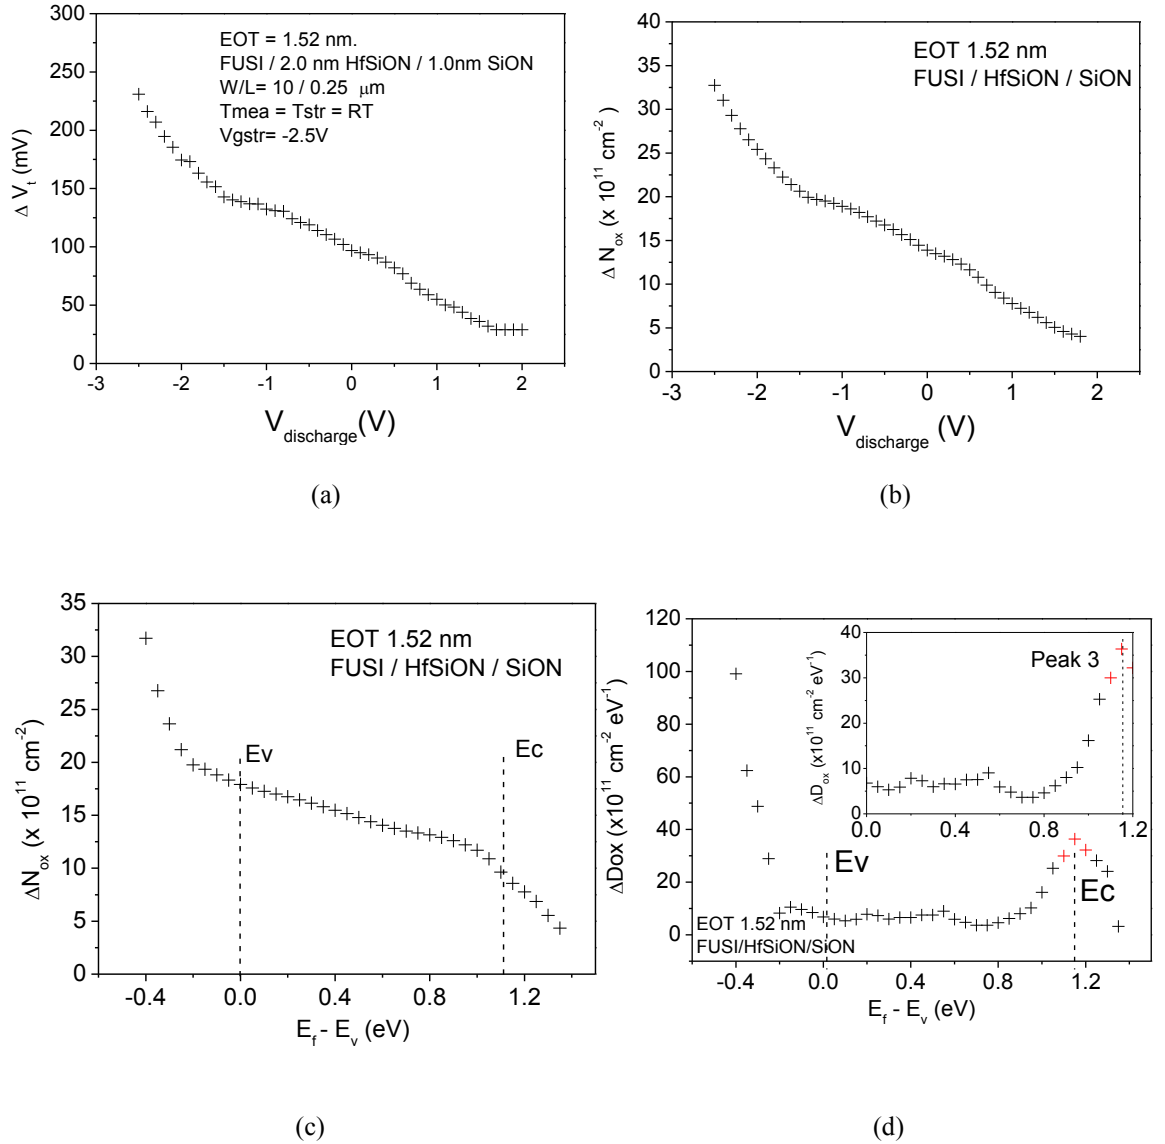 300
250
200
150
100
50
0
Δ Vt (mV)
EOT = 1.52 nm.
FUSI / 2.0 nm HfSiON / 1.0nm SiON
W/L= 10 / 0.25 μm
Tmea = Tstr = RT
Vgstr= -2.5V
-3 -2 -1 0 1 2
Vdischarge(V)
(a)
40
35
30
25
20
15
10
5
0
Δ Nox (x 10^11 cm^-2)
EOT 1.52 nm
FUSI / HfSiON / SiON
-3 -2 -1 0 1 2
Vdischarge (V)
(b)
35
30
25
20
15
10
5
0
ΔNox (x 10^11 cm^-2)
EOT 1.52 nm
FUSI / HfSiON / SiON
Ev
Ec
-0.4 0.0 0.4 0.8 1.2
Ef - Ev (eV)
(c)
120
100
80
60
40
20
0
ΔDox (x10^11 cm^-2 eV^-1)
40
30
20
10
0
ΔDox (x10^11 cm^-2 eV^-1)
Peak 3
0.0 0.4 0.8 1.2
Ev
Ec
EOT 1.52 nm
FUSI/HfSiON/SiON
-0.4 0.0 0.4 0.8 1.2
Ef - Ev (eV)
(d)